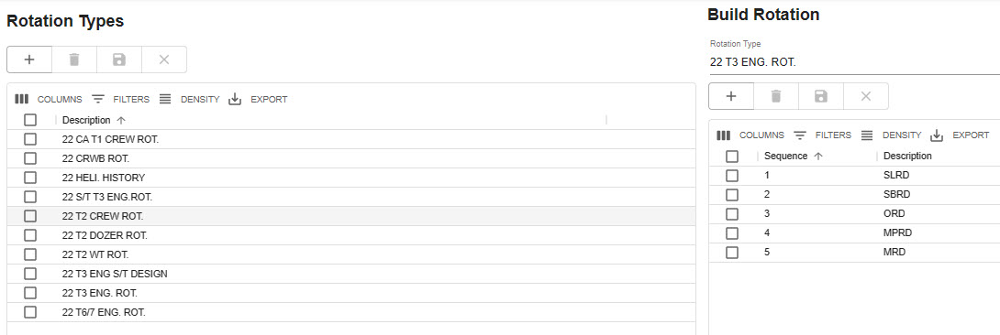 Rotation Types
COLUMNS FILTERS DENSITY EXPORT
Description
22 CA T1 CREW ROT.
22 CRWB ROT.
22 HELI. HISTORY
22 S/T T3 ENG.ROT.
22 T2 CREW ROT.
22 T2 DOZER ROT.
22 T2 WT ROT.
22 T3 ENG S/T DESIGN
22 T3 ENG. ROT.
22 T6/7 ENG. ROT.
Build Rotation
Rotation Type
22 T3 ENG. ROT.
COLUMNS FILTERS DENSITY EXPORT
Sequence Description
1 SLRD
2 SBRD
3 ORD
4 MPRD
5 MRD